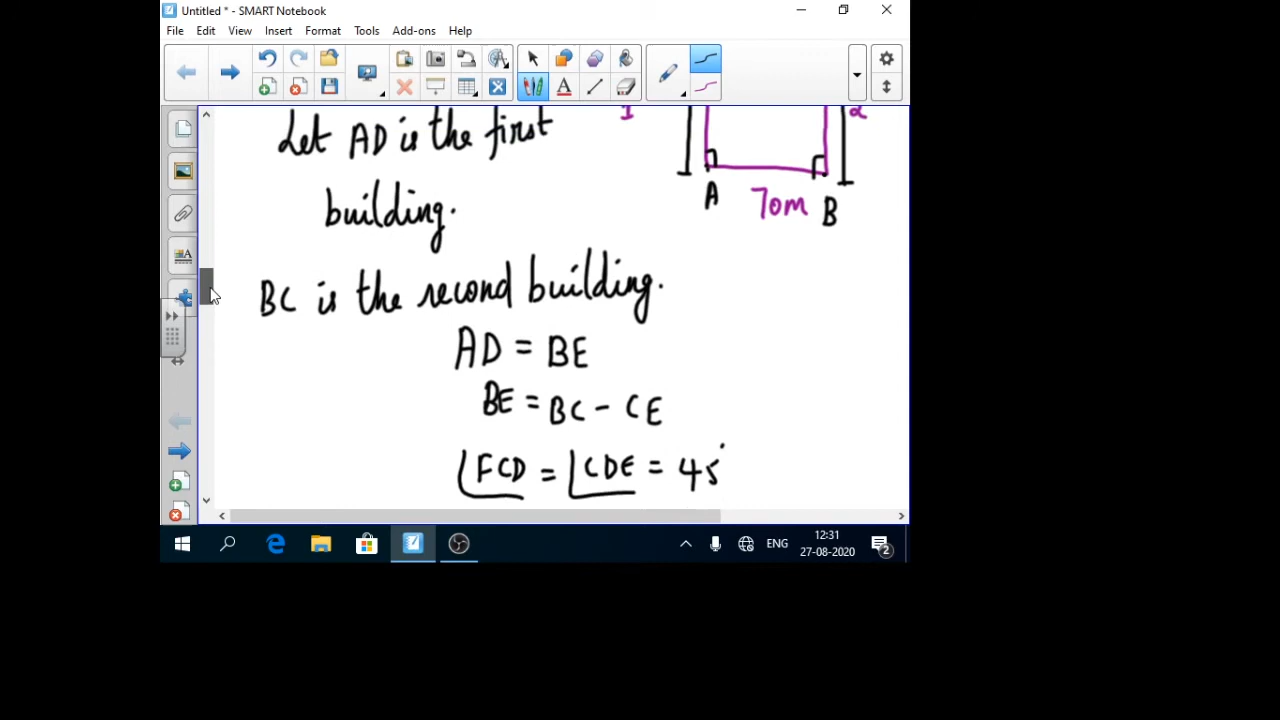 Untitled * - SMART Notebook
File Edit View Insert Format Tools Add-ons Help
Let AD is the first
building.
A 70m B
BC is the second building.
AD = BE
BE = BC - CE
∠FCD = ∠CDE = 45°
ENG
12:31
27-08-2020
2